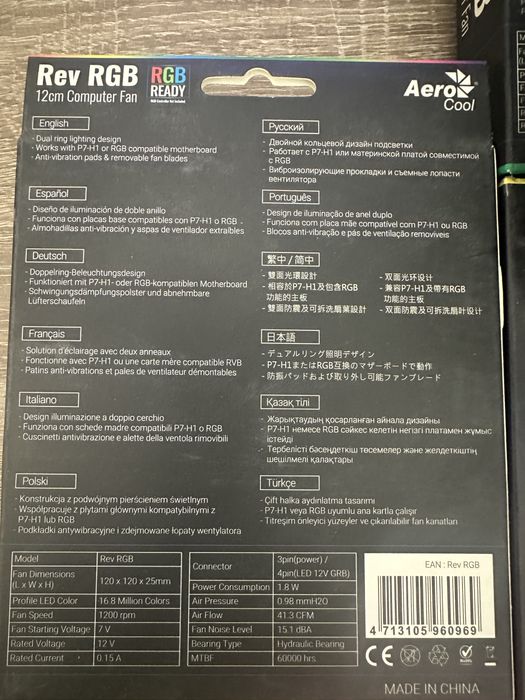 Rev RGB
12cm Computer Fan
RGB
READY
Aero
Cool
English
- Dual ring lighting design
- Works with P7-H1 or RGB compatible motherboard
- Anti-vibration pads & removable fan blades
Español
- Diseño de iluminación de doble anillo
- Funciona con placas base compatibles con P7-H1 o RGB
- Almohadillas anti-vibración y aspas de ventilador extraíbles
Deutsch
- Doppelring-Beleuchtungsdesign
- Funktioniert mit P7-H1- oder RGB-kompatiblen Motherboard
- Schwingungsdämpfungspolster und abnehmbare
Lüfterschaufeln
Français
- Solution d'éclairage avec deux anneaux
- Fonctionne avec P7-H1 ou une carte mère compatible RVB
- Patins anti-vibrations et pales de ventilateur démontables
Italiano
- Design illuminazione a doppio cerchio
- Funziona con schede madre compatibili P7-H1 o RGB
- Cuscinetti antivibrazione e alette della ventola rimovibili
Polski
- Konstrukcja z podwójnym pierścieniem świetlnym
- Współpracuje z płytami głównymi kompatybilnymi z
P7-H1 lub RGB
- Podkładki antywibracyjne i zdejmowane łopaty wentylatora
Русский
- Двойной кольцевой дизайн подсветки
- Работает с P7-H1 или материнской платой совместимой
с RGB
- Виброизолирующие прокладки и съемные лопасти
вентилятора
Português
- Design de iluminação de anel duplo
- Funciona com placa mãe compatível com P7-H1 ou RGB
- Blocos anti-vibração e pás de ventilação removíveis
繁中 / 简中
- 雙面光環設計
- 相容於P7-H1及包含RGB
功能的主板
- 雙面防震及可拆洗扇葉設計
- 双面光环设计
- 兼容P7-H1及帶有RGB
功能的主板
- 双面防震及可拆洗扇叶设计
日本語
- デュアルリング照明デザイン
- P7-H1またはRGB互換のマザーボードで動作
- 防振パッドおよび取り外し可能ファンブレード
Қазақ тілі
- Жарықтаудың қосарланған айнала дизайны
- P7-H1 немесе RGB сәйкес келетін негізгі платамен жұмыс
істейді
- Тербелісті бәсеңдеткіш төсемелер және желдеткіштің
шешілмелі қалақтары
Türkçe
- Çift halka aydınlatma tasarımı
- P7-H1 veya RGB uyumlu ana kartla çalışır
- Titreşim önleyici yüzeyler ve çıkarılabilir fan kanatları
Model Rev RGB
Fan Dimensions
(L x W x H) 120 x 120 x 25mm
Profile LED Color 16.8 Million Colors
Fan Speed 1200 rpm
Fan Starting Voltage 7 V
Rated Voltage 12 V
Rated Current 0.15 A
Connector 3pin(power) /
4pin(LED 12V GRB)
Power Consumption 1.8 W
Air Pressure 0.98 mmH2O
Air Flow 41.3 CFM
Fan Noise Level 15.1 dBA
Bearing Type Hydraulic Bearing
MTBF 60000 hrs
EAN : Rev RGB
4 713105 960969
CE
RoHS
MADE IN CHINA